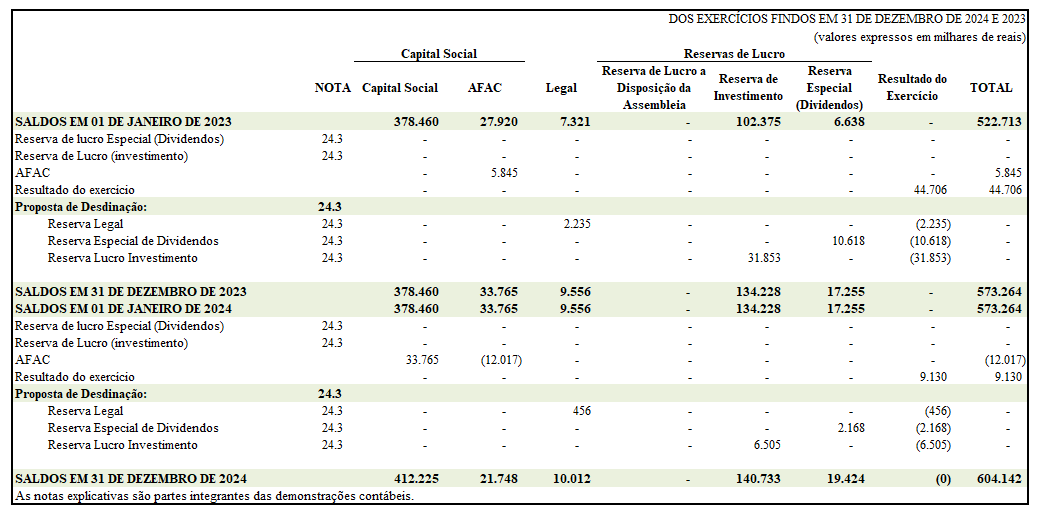 DOS EXERCÍCIOS FINDOS EM 31 DE DEZEMBRO DE 2024 E 2023
(valores expressos em milhares de reais)
Capital Social Reservas de Lucro
NOTA Capital Social AFAC Legal Reserva de Lucro a Disposição da Assembleia Reserva de Investimento Reserva Especial (Dividendos) Resultado do Exercício TOTAL
SALDOS EM 01 DE JANEIRO DE 2023 378.460 27.920 7.321 - 102.375 6.638 - 522.713
Reserva de lucro Especial (Dividendos) 24.3 - - - - - - - -
Reserva de Lucro (investimento) 24.3 - - - - - - - -
AFAC - 5.845 - - - - - 5.845
Resultado do exercício - - - - - - 44.706 44.706
Proposta de Desdinação: 24.3
Reserva Legal 24.3 - - 2.235 - - - (2.235) -
Reserva Especial de Dividendos 24.3 - - - - - 10.618 (10.618) -
Reserva Lucro Investimento 24.3 - - - - 31.853 - (31.853) -
SALDOS EM 31 DE DEZEMBRO DE 2023 378.460 33.765 9.556 - 134.228 17.255 - 573.264
SALDOS EM 01 DE JANEIRO DE 2024 378.460 33.765 9.556 - 134.228 17.255 - 573.264
Reserva de lucro Especial (Dividendos) 24.3 - - - - - - - -
Reserva de Lucro (investimento) 24.3 - - - - - - - -
AFAC 33.765 (12.017) - - - - - (12.017)
Resultado do exercício - - - - - - 9.130 9.130
Proposta de Desdinação: 24.3
Reserva Legal 24.3 - - 456 - - - (456) -
Reserva Especial de Dividendos 24.3 - - - - - 2.168 (2.168) -
Reserva Lucro Investimento 24.3 - - - - 6.505 - (6.505) -
SALDOS EM 31 DE DEZEMBRO DE 2024 412.225 21.748 10.012 - 140.733 19.424 (0) 604.142
As notas explicativas são partes integrantes das demonstrações contábeis.